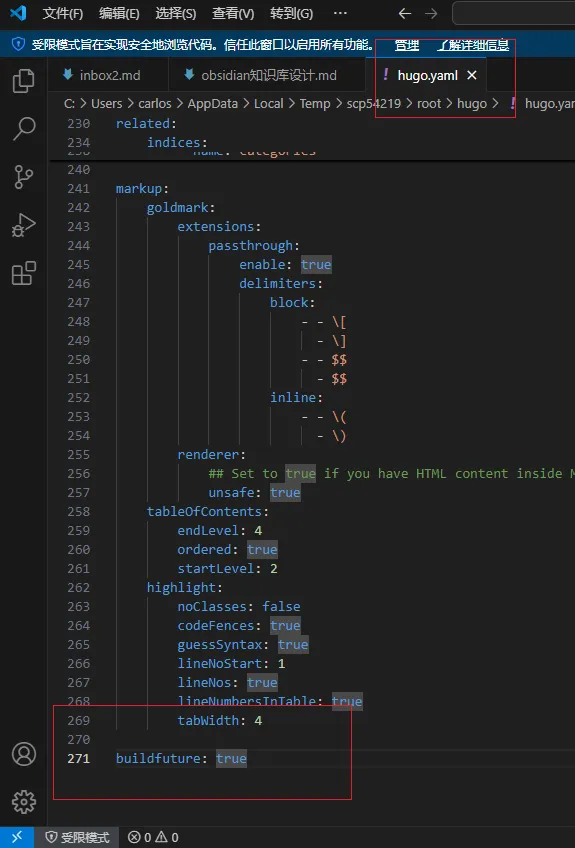 文件(F) 编辑(E) 选择(S) 查看(V) 转到(G) ···
受限模式旨在实现安全地浏览代码。信任此窗口以启用所有功能。 管理 了解详细信息
inbox2.md obsidian知识库设计.md ! hugo.yaml
C: > Users > carlos > AppData > Local > Temp > scp54219 > root > hugo > ! hugo.yam
230 related:
234 indices:
name: categories
240
241 markup:
242 goldmark:
243 extensions:
244 passthrough:
245 enable: true
246 delimiters:
247 block:
248 - - \[
249 - \]
250 - - $$
251 - $$
252 inline:
253 - - \(
254 - \)
255 renderer:
256 ## Set to true if you have HTML content inside M
257 unsafe: true
258 tableOfContents:
259 endLevel: 4
260 ordered: true
261 startLevel: 2
262 highlight:
263 noClasses: false
264 codeFences: true
265 guessSyntax: true
266 lineNoStart: 1
267 lineNos: true
268 lineNumbersInTable: true
269 tabWidth: 4
270
271 buildfuture: true
受限模式 0 0